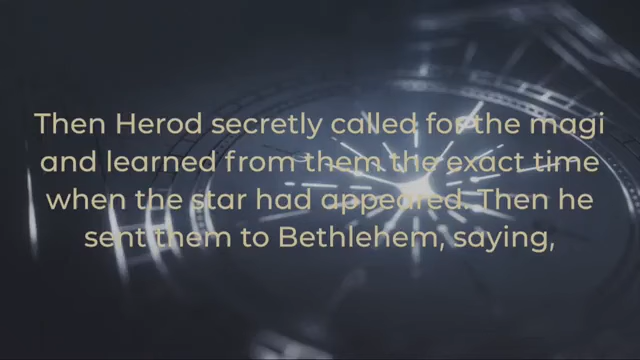 Then Herod secretly called for the magi
and learned from them the exact time
when the star had appeared. Then he
sent them to Bethlehem, saying,